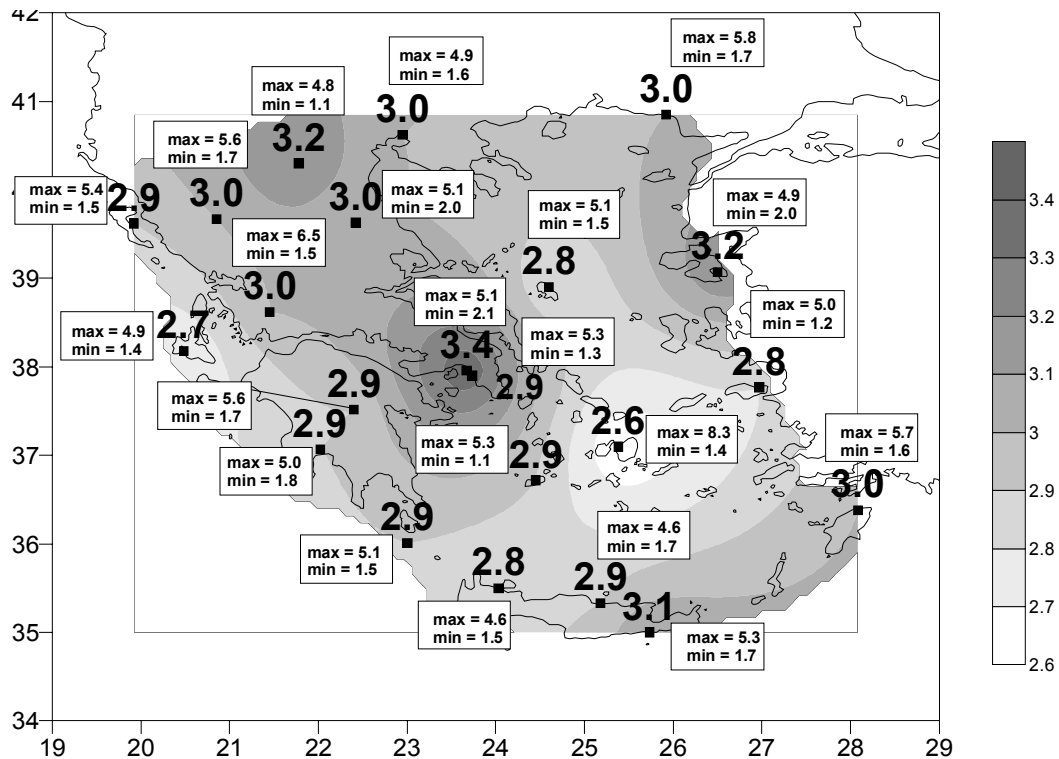 42
max = 5.8
min = 1.7
max = 4.9
min = 1.6
max = 4.8
min = 1.1
3.0
41
3.0
max = 5.6
min = 1.7
3.2
max = 5.4
min = 1.5
2.9
3.0
3.0
max = 5.1
min = 2.0
max = 5.1
min = 1.5
max = 4.9
min = 2.0
3.4
max = 6.5
min = 1.5
3.2
3.3
39
3.0
2.8
max = 5.1
min = 2.1
max = 5.0
min = 1.2
3.2
max = 4.9
min = 1.4
2.7
3.4
max = 5.3
min = 1.3
38
2.8
3.1
max = 5.6
min = 1.7
2.9
2.9
2.9
2.6
max = 8.3
min = 1.4
max = 5.7
min = 1.6
3
37
max = 5.0
min = 1.8
max = 5.3
min = 1.1
2.9
3.0
2.9
2.9
max = 4.6
min = 1.7
36
max = 5.1
min = 1.5
2.8
2.8
2.9
3.1
2.7
35
max = 4.6
min = 1.5
max = 5.3
min = 1.7
2.6
34
19 20 21 22 23 24 25 26 27 28 29